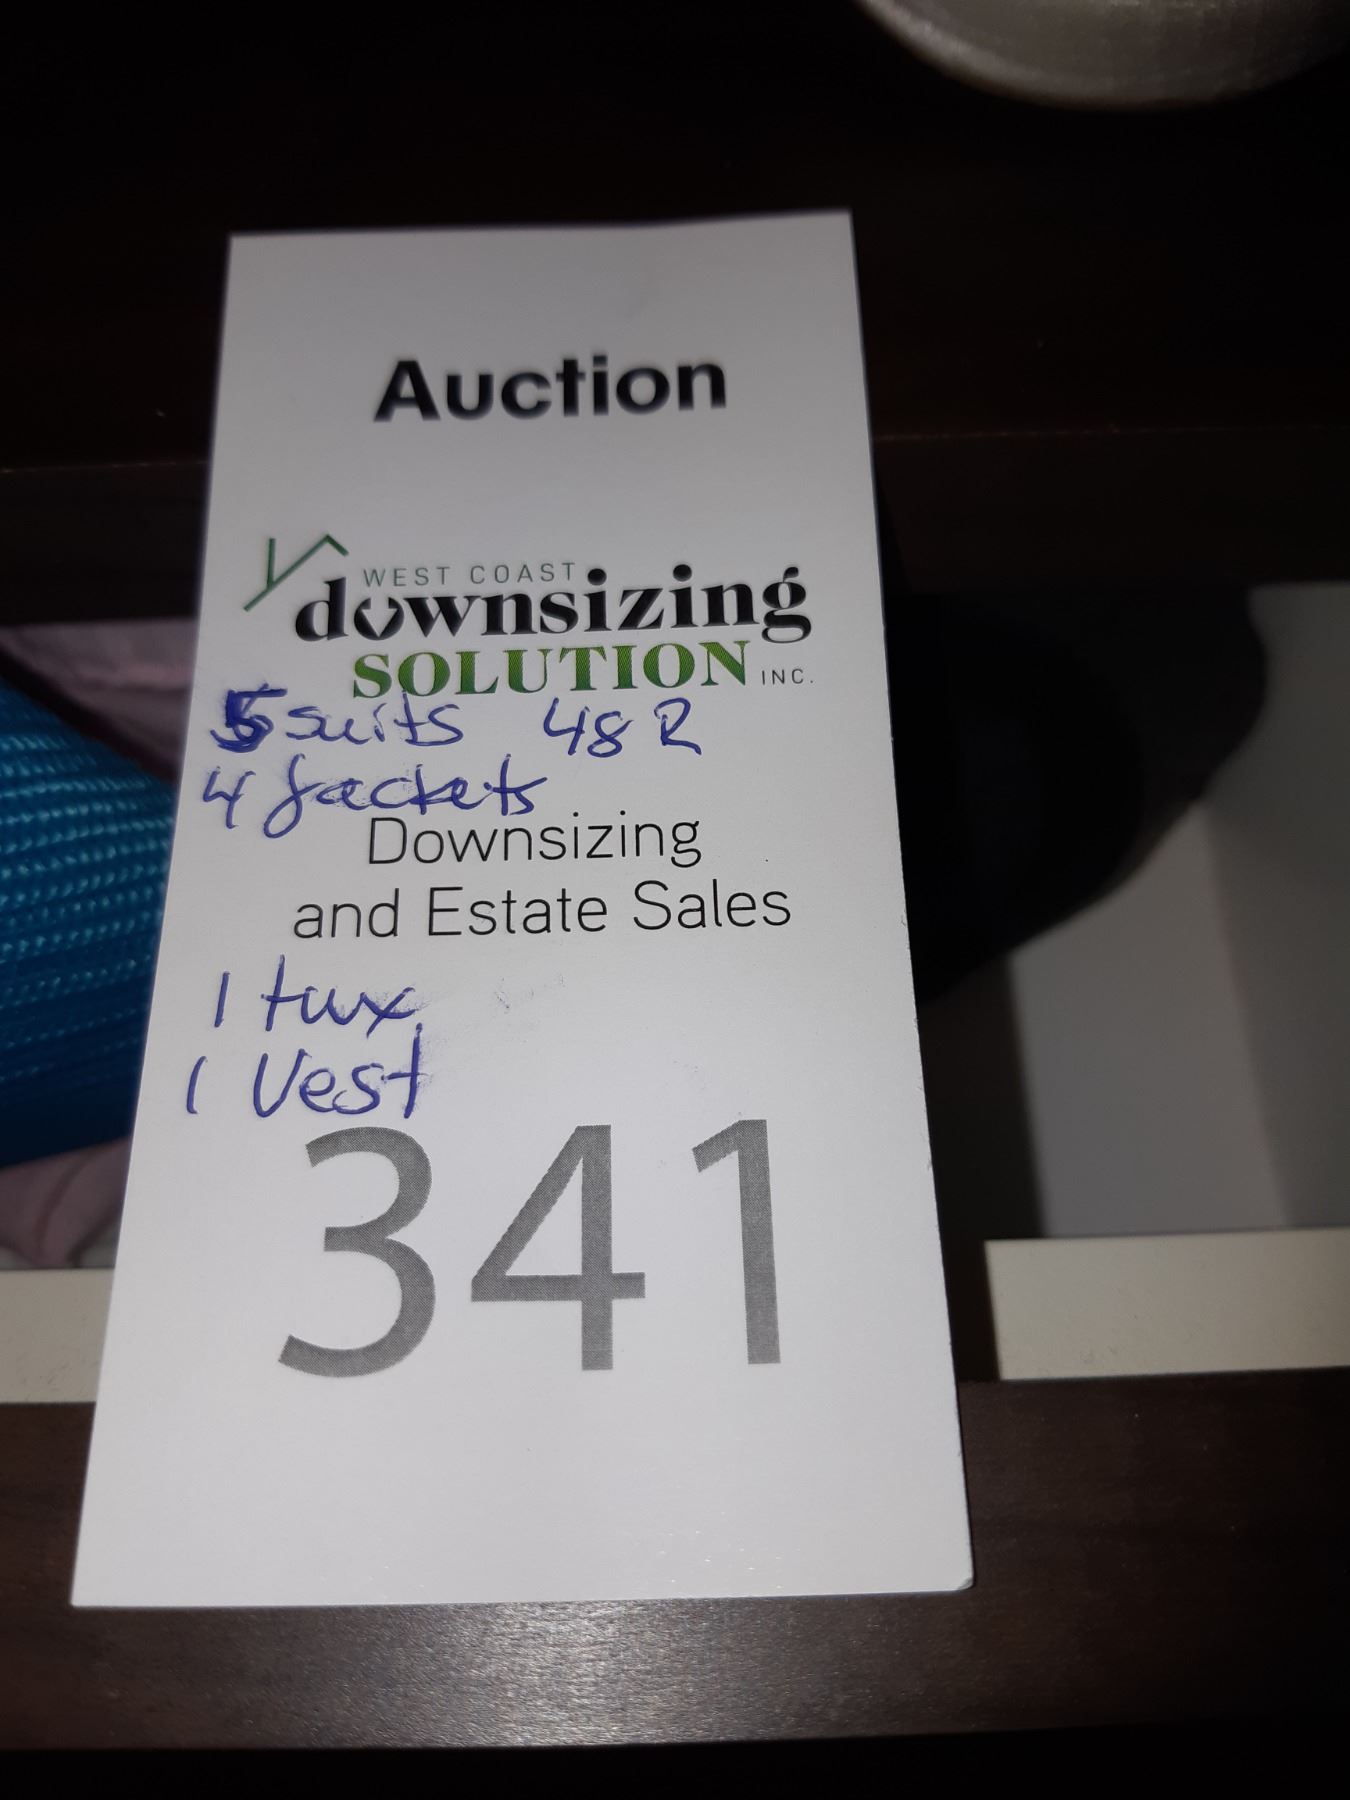 Auction
WEST COAST
downsizing
SOLUTION INC.
5 suits 48 R
4 Jackets
Downsizing
and Estate Sales
1 tux
1 Vest
341